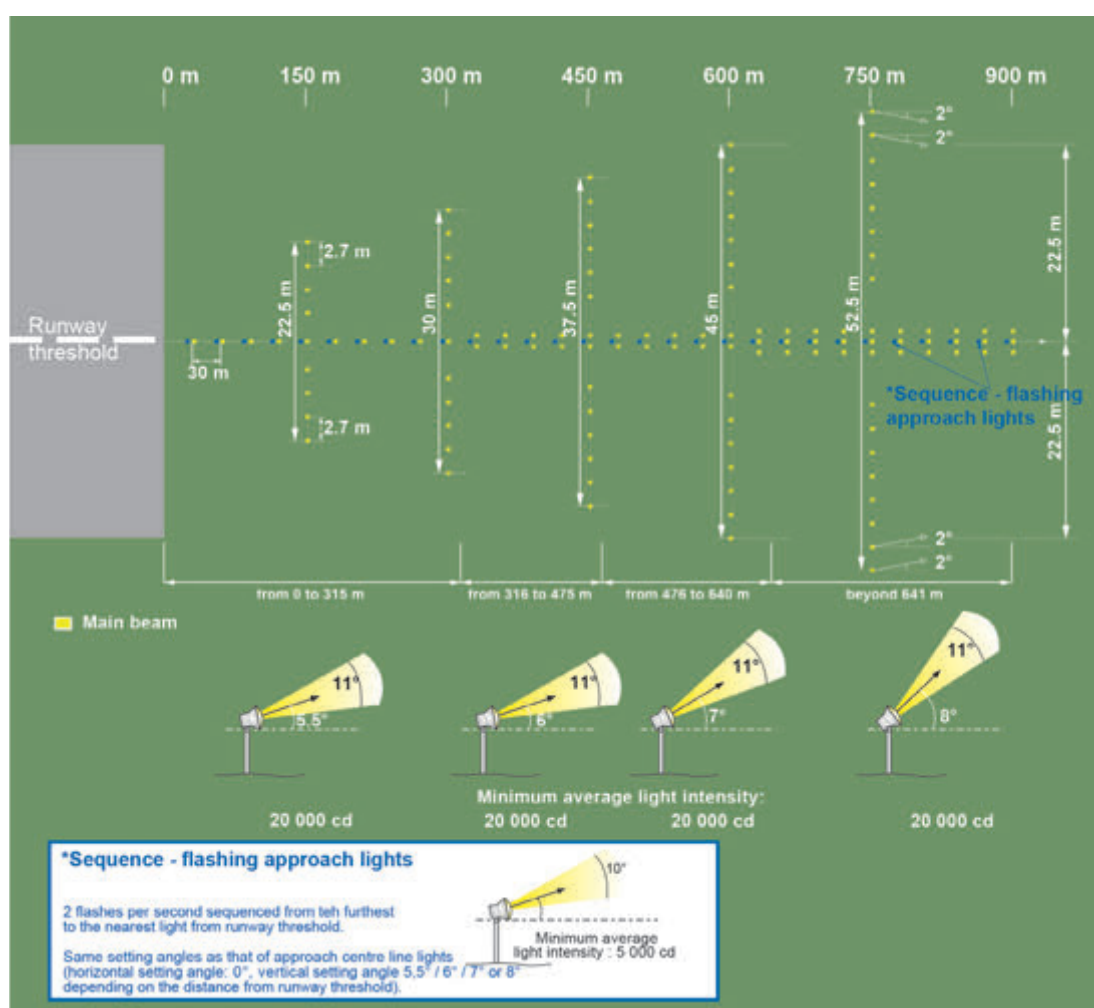 0 m 150 m 300 m 450 m 600 m 750 m 900 m
2°
2°
2.7 m
22.5 m
30 m
37.5 m
45 m
52.5 m
22.5 m
Runway
threshold
30 m
*Sequence - flashing
approach lights
22.5 m
2.7 m
2°
2°
from 0 to 315 m from 316 to 475 m from 476 to 640 m beyond 641 m
Main beam
11° 11° 11° 11°
5.5° 6° 7° 8°
Minimum average light intensity:
20 000 cd 20 000 cd 20 000 cd 20 000 cd
*Sequence - flashing approach lights
10°
2 flashes per second sequenced from teh furthest
to the nearest light from runway threshold.
Minimum average
light intensity : 5 000 cd
Same setting angles as that of approach centre line lights
(horizontal setting angle: 0°, vertical setting angle 5,5° / 6° / 7° or 8°
depending on the distance from runway threshold).